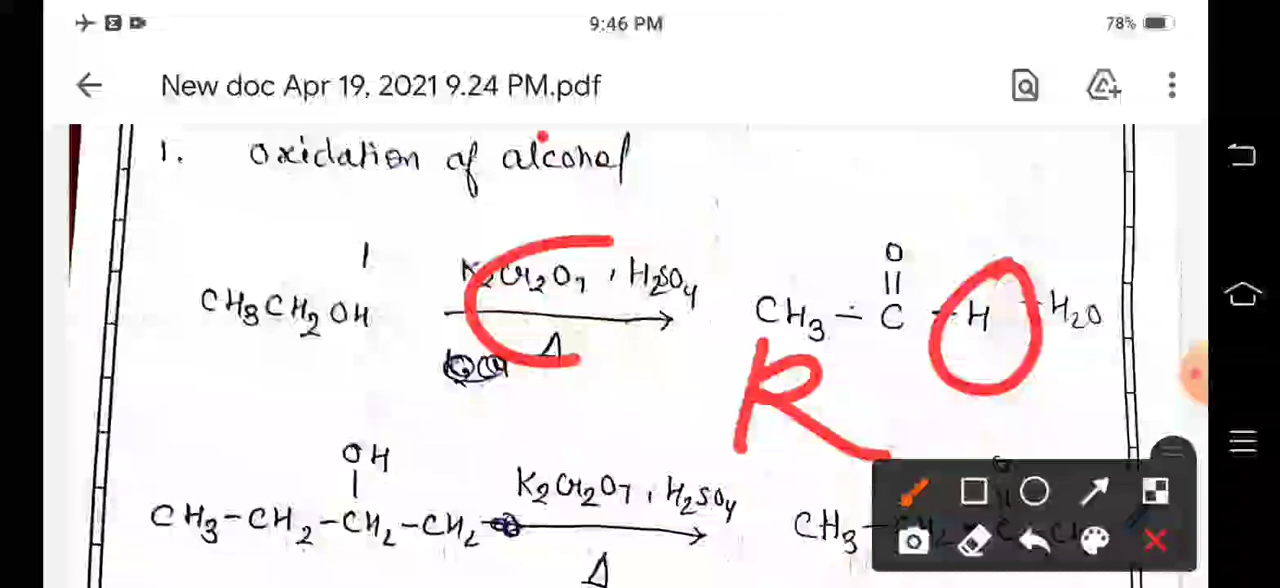 9:46 PM 78%
New doc Apr 19, 2021 9.24 PM.pdf
1. Oxidation of alcohol
K2Cr2O7 , H2SO4
O
||
CH3CH2OH → CH3 - C - H + H2O
Δ
R
OH
|
K2Cr2O7 , H2SO4
CH3-CH2-CH2-CH2 → CH3
Δ